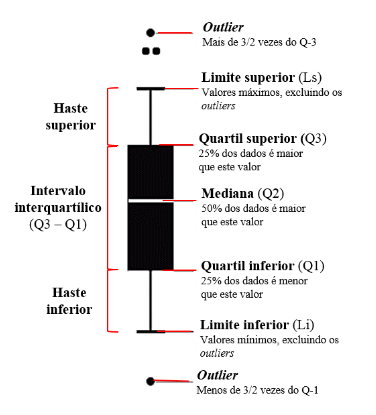 Outlier
Mais de 3/2 vezes do Q-3
Limite superior (Ls)
Valores máximos, excluindo os
outliers
Haste
superior
Quartil superior (Q3)
25% dos dados é maior
que este valor
Intervalo
interquartílico
(Q3 – Q1)
Mediana (Q2)
50% dos dados é maior
que este valor
Quartil inferior (Q1)
25% dos dados é menor
que este valor
Haste
inferior
Limite inferior (Li)
Valores mínimos, excluindo os
outliers
Outlier
Menos de 3/2 vezes do Q-1